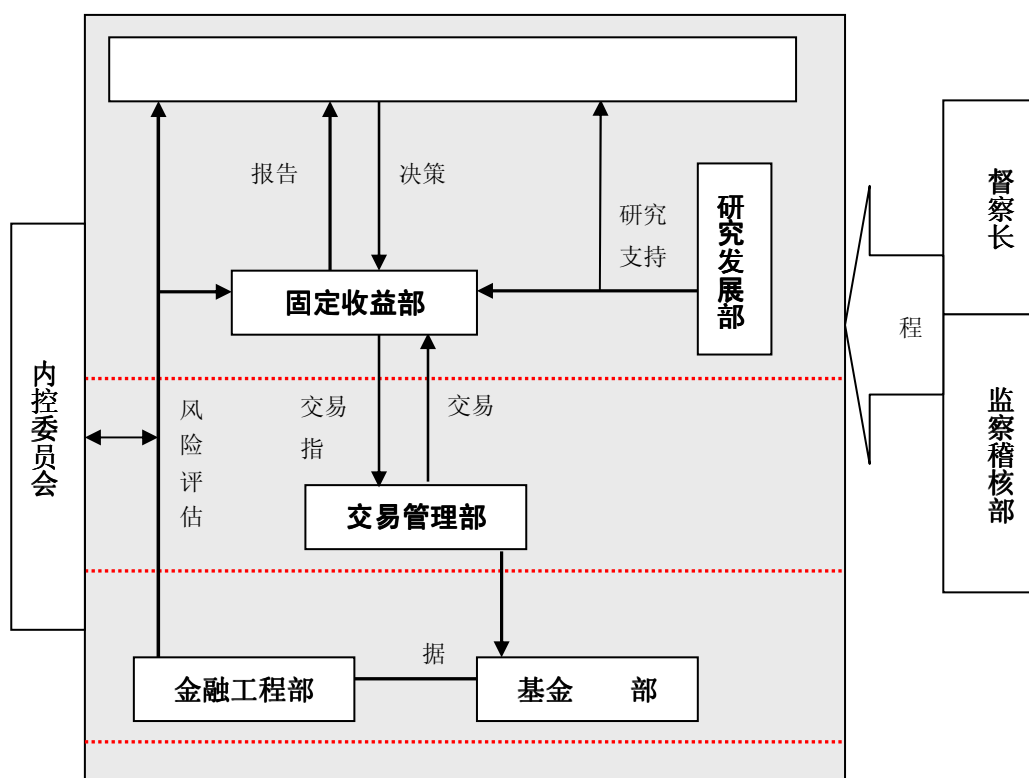 报告
决策
研究
支持
研究发展部
督察长
固定收益部
程
内控委员会
风险评估
交易
指
交易
监察稽核部
交易管理部
据
金融工程部
基金 部